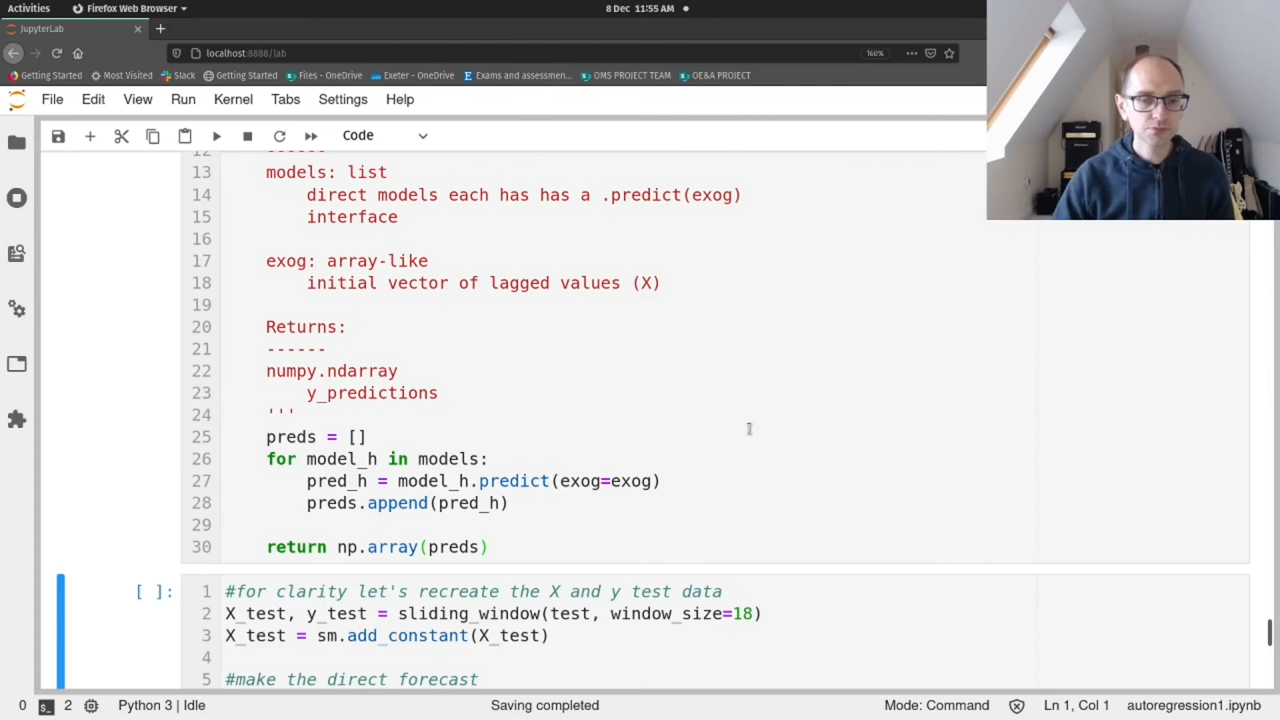 Activities
Firefox Web Browser
8 Dec 11:55 AM
JupyterLab
localhost:8888/lab
160%
Getting Started
Most Visited
Slack
Getting Started
Files - OneDrive
Exeter - OneDrive
Exams and assessmen…
OMS PROJECT TEAM
OE&A PROJECT
File Edit View Run Kernel Tabs Settings Help
Code
12 ------
13 models: list
14 direct models each has has a .predict(exog)
15 interface
16
17 exog: array-like
18 initial vector of lagged values (X)
19
20 Returns:
21 ------
22 numpy.ndarray
23 y_predictions
24 '''
25 preds = []
26 for model_h in models:
27 pred_h = model_h.predict(exog=exog)
28 preds.append(pred_h)
29
30 return np.array(preds)
[ ]:
1 #for clarity let's recreate the X and y test data
2 X_test, y_test = sliding_window(test, window_size=18)
3 X_test = sm.add_constant(X_test)
4
5 #make the direct forecast
0
2
Python 3 | Idle
Saving completed
Mode: Command
Ln 1, Col 1
autoregression1.ipynb